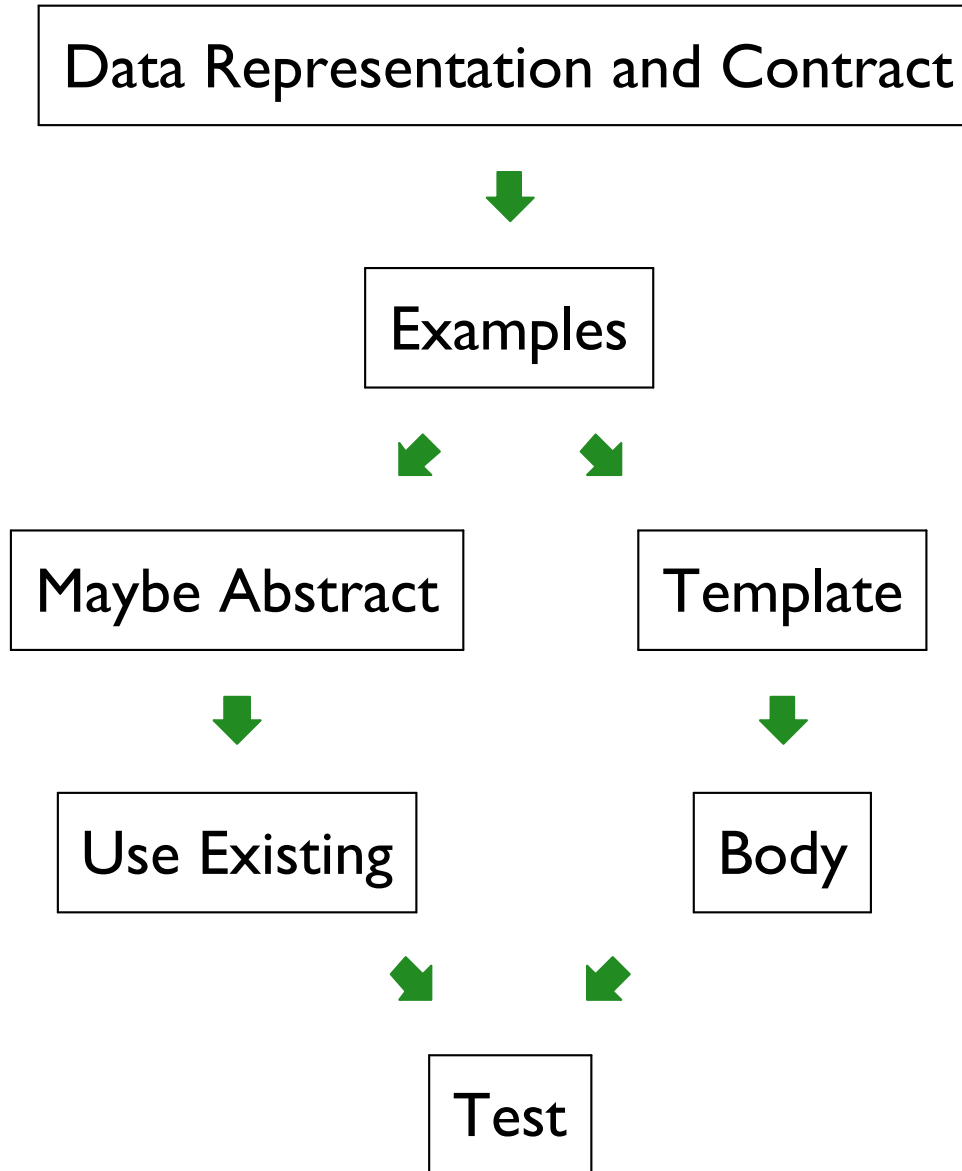 Data Representation and Contract
Examples
Maybe Abstract
Template
Use Existing
Body
Test